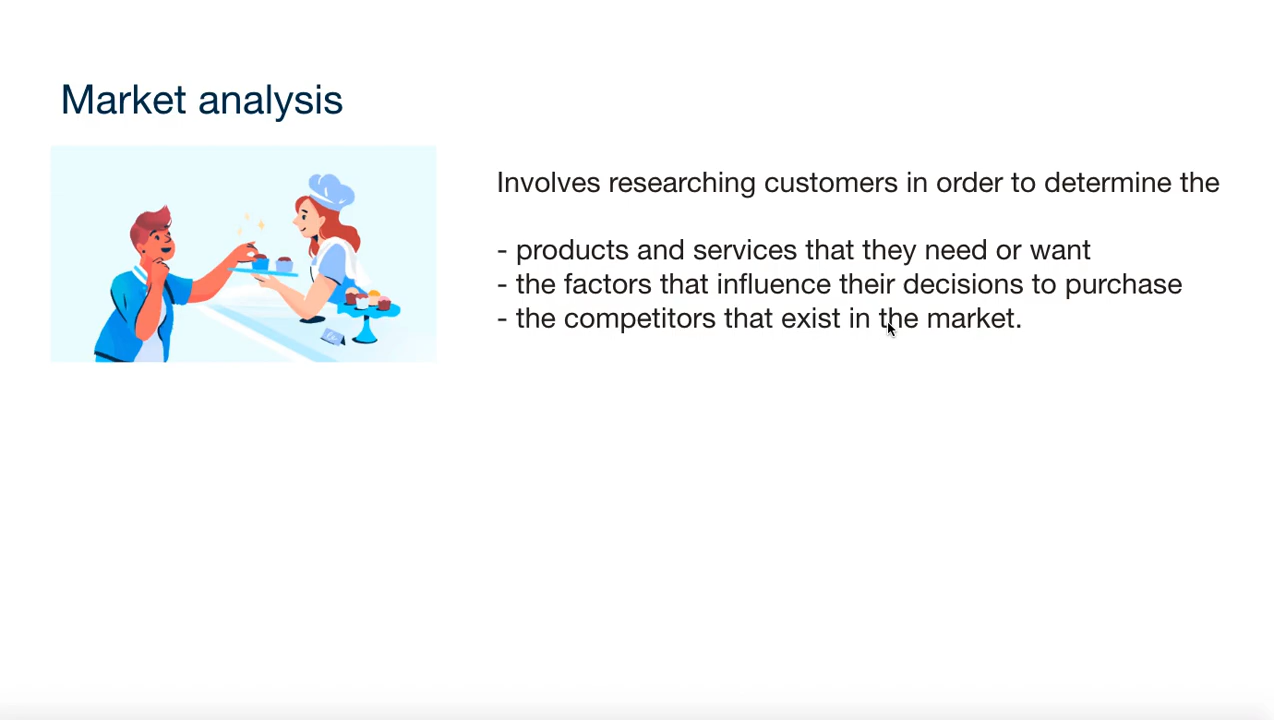 Market analysis
Involves researching customers in order to determine the
- products and services that they need or want
- the factors that influence their decisions to purchase
- the competitors that exist in the market.